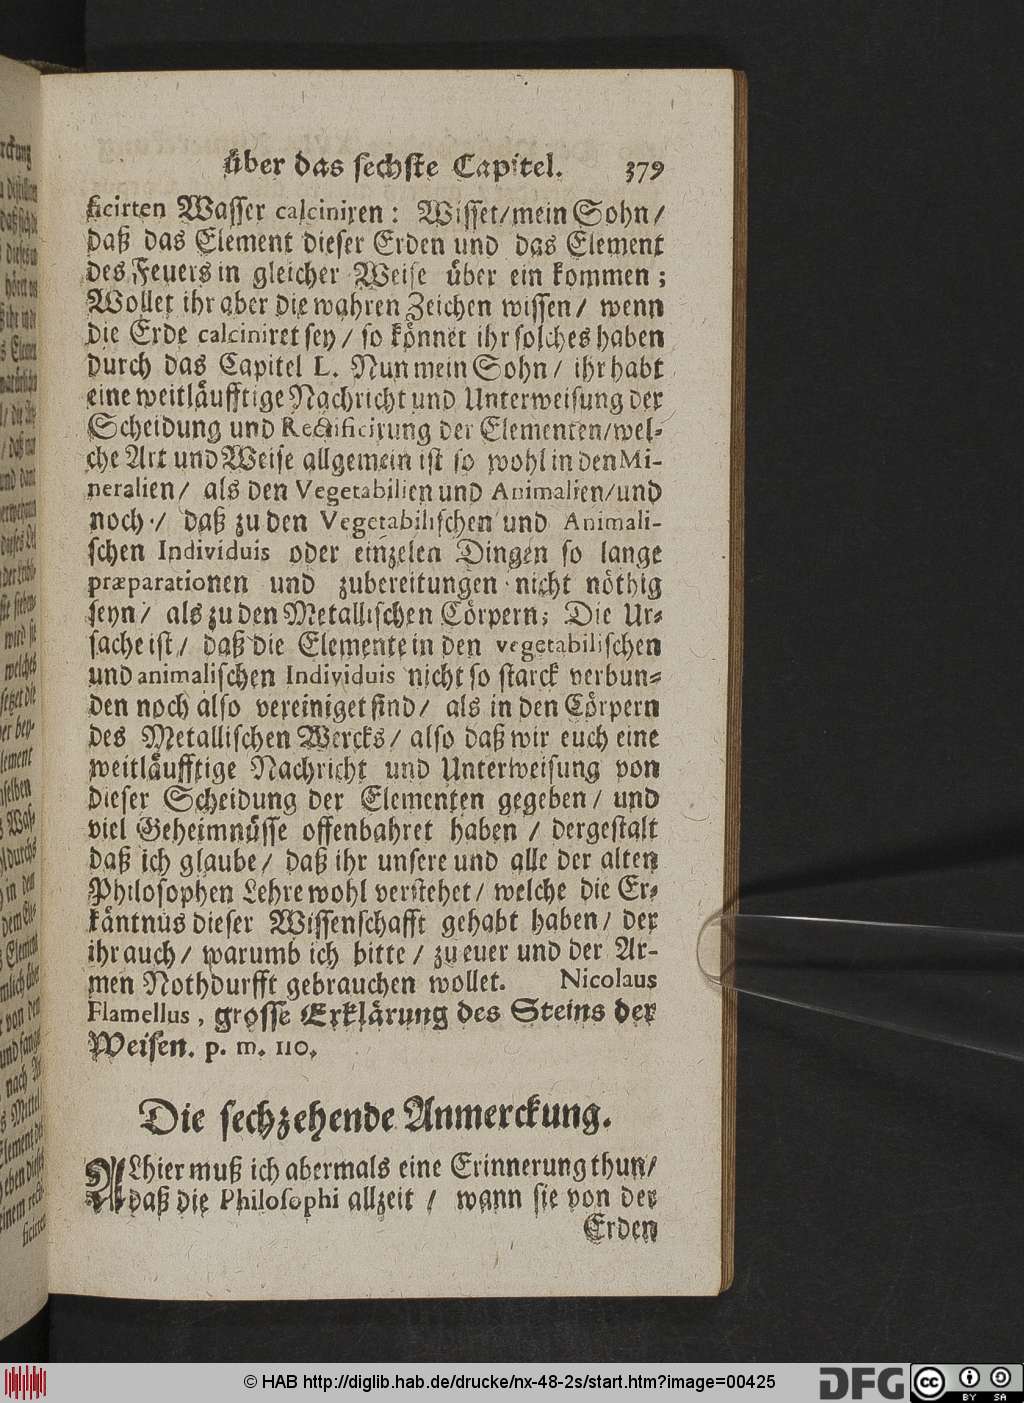 über das sechste Capitel. 379
ficirten Wasser calciniren: Wisset/mein Sohn/
daß das Element dieser Erden und das Element
des Feuers in gleicher Weise über ein kommen;
Wollet ihr aber die wahren Zeichen wissen/ wenn
die Erde calciniret sey/ so könnet ihr solches haben
durch das Capitel L. Nun mein Sohn/ ihr habt
eine weitläufftige Nachricht und Unterweisung der
Scheidung und Rectificirung der Elementen/wel-
che Art und Weise allgemein ist so wohl in den Mi-
neralien/ als den Vegetabilien und Animalien/und
noch / daß zu den Vegetabilischen und Animali-
schen Individuis oder einzelen Dingen so lange
præparationen und zubereitungen nicht nöthig
seyn/ als zu den Metallischen Cörpern; Die Ur-
sache ist/ daß die Elemente in den vegetabilischen
und animalischen Individuis nicht so starck verbun-
den noch also vereiniget sind/ als in den Cörpern
des Metallischen Wercks/ also daß wir euch eine
weitläufftige Nachricht und Unterweisung von
dieser Scheidung der Elementen gegeben/ und
viel Geheimnüsse offenbahret haben / dergestalt
daß ich glaube/ daß ihr unsere und alle der alten
Philosophen Lehre wohl verstehet/ welche die Er-
käntnüs dieser Wissenschafft gehabt haben/ der
ihr auch/ warumb ich bitte / zu euer und der Ar-
men Nothdurfft gebrauchen wollet. Nicolaus
Flamellus, grosse Erklärung des Steins der
Weisen. p. m. 110.
Die sechzehende Anmerckung.
Alhier muß ich abermals eine Erinnerung thun/
daß die Philosophi allzeit / wann sie von der
Erden
© HAB http://diglib.hab.de/drucke/nx-48-2s/start.htm?image=00425
DFG
cc BY SA